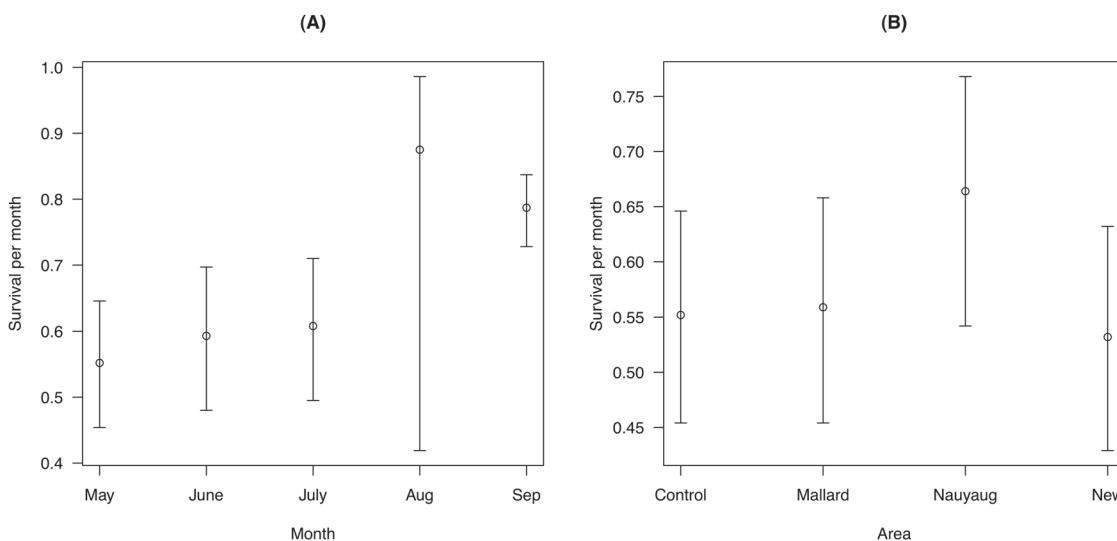 (A)
Survival per month
1.0
0.9
0.8
0.7
0.6
0.5
0.4
May June July Aug Sep
Month
(B)
Survival per month
0.75
0.70
0.65
0.60
0.55
0.50
0.45
Control Mallard Nauyaug New
Area